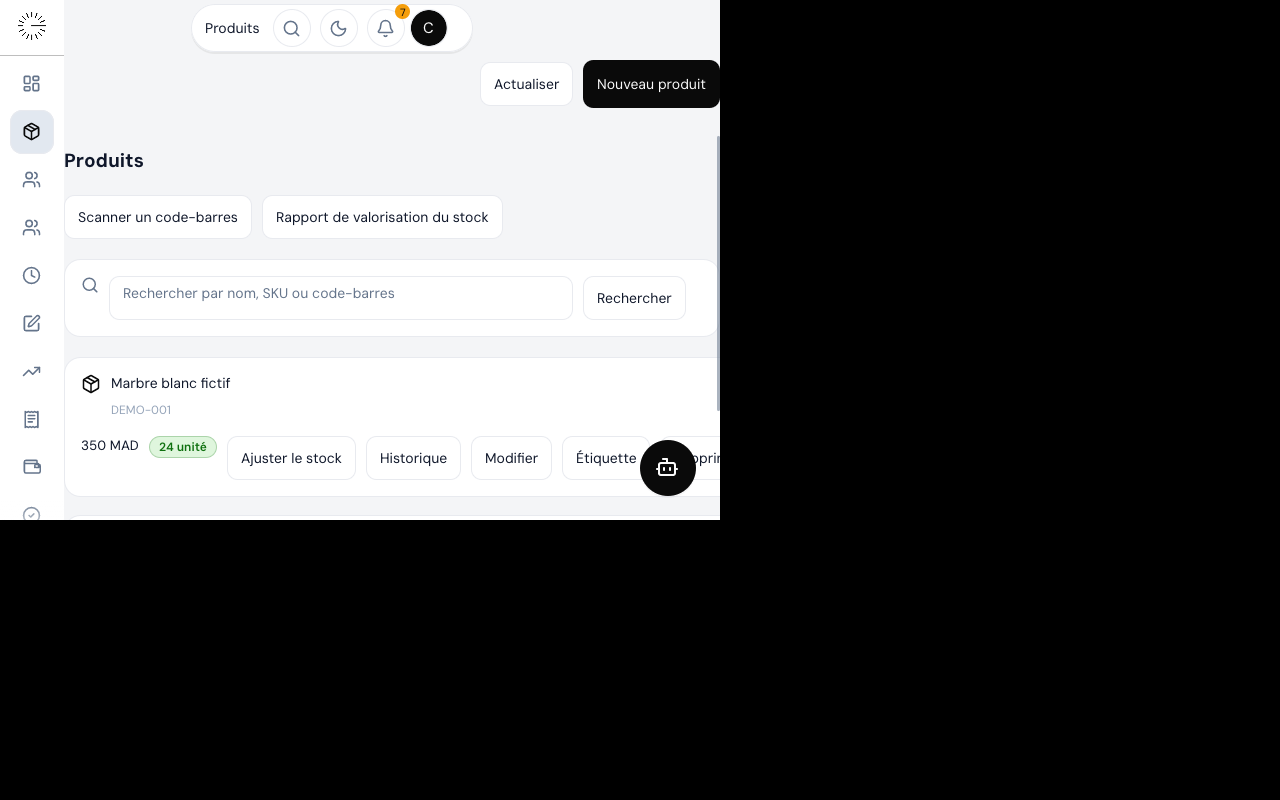 Produits
7
C
Actualiser
Nouveau produit
Produits
Scanner un code-barres
Rapport de valorisation du stock
Rechercher par nom, SKU ou code-barres
Rechercher
Marbre blanc fictif
DEMO-001
350 MAD
24 unité
Ajuster le stock
Historique
Modifier
Étiquette